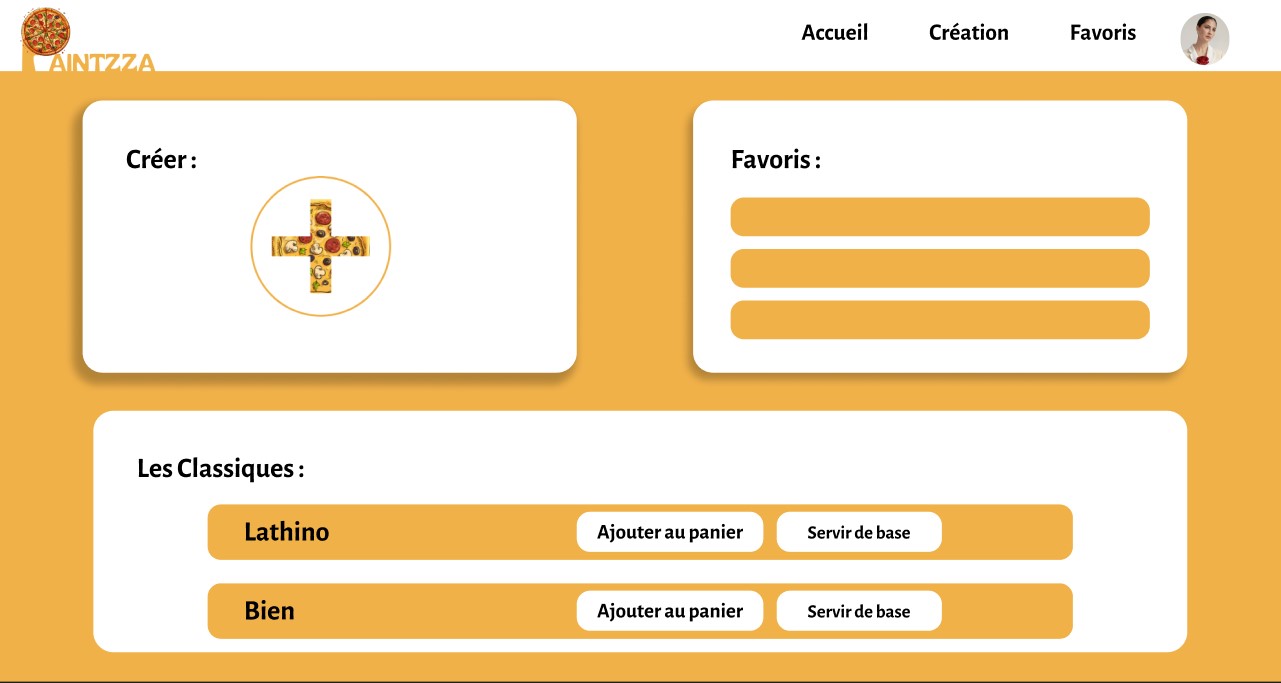 PAINTZZA
Accueil Création Favoris
Créer :
Favoris :
Les Classiques :
Lathino Ajouter au panier Servir de base
Bien Ajouter au panier Servir de base